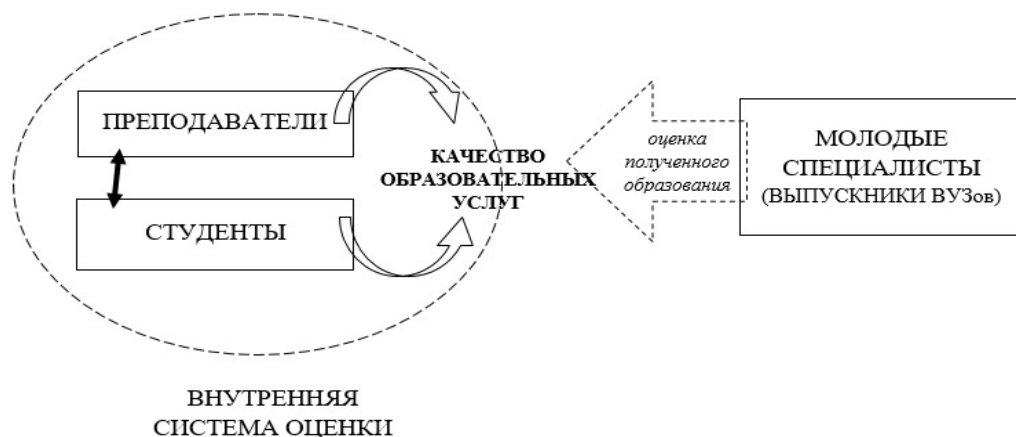 ПРЕПОДАВАТЕЛИ
СТУДЕНТЫ
КАЧЕСТВО
ОБРАЗОВАТЕЛЬНЫХ
УСЛУГ
оценка
полученного
образования
МОЛОДЫЕ
СПЕЦИАЛИСТЫ
(ВЫПУСКНИКИ ВУЗов)
ВНУТРЕННЯЯ
СИСТЕМА ОЦЕНКИ